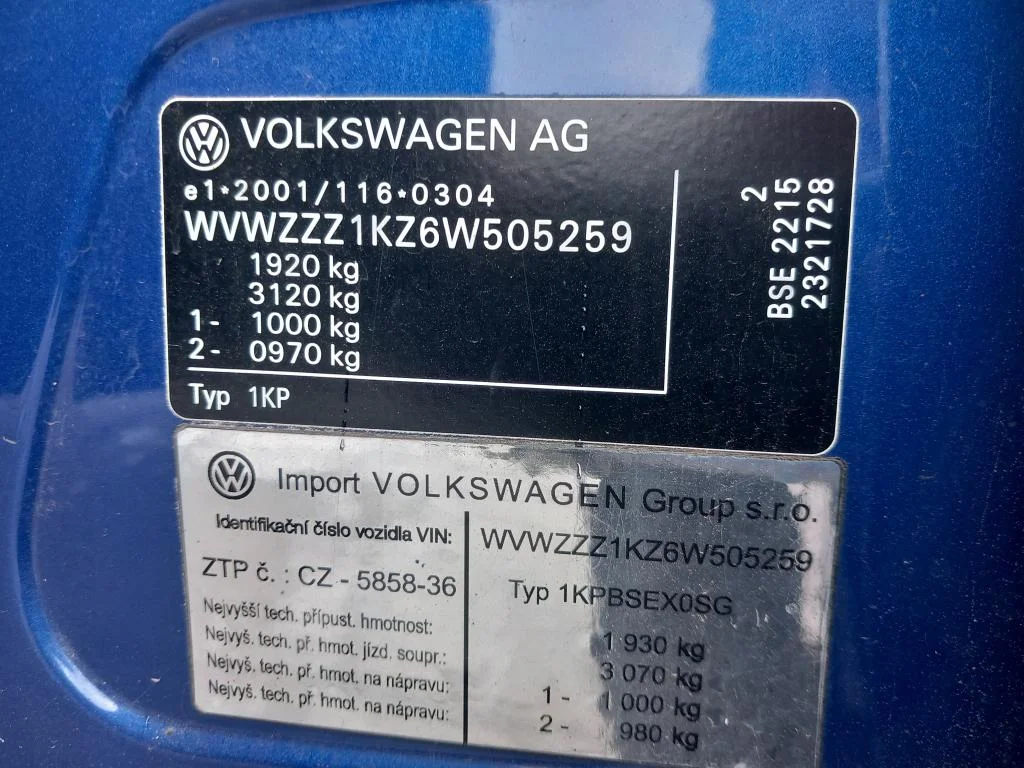 VOLKSWAGEN AG
e1*2001/116*0304
WVWZZZ1KZ6W505259
1920 kg
3120 kg
1- 1000 kg
2- 0970 kg
Typ 1KP
2
BSE 2215
2321728
Import VOLKSWAGEN Group s.r.o.
Identifikační číslo vozidla VIN: WVWZZZ1KZ6W505259
ZTP č. : CZ - 5858-36 Typ 1KPBSEX0SG
Nejvyšší tech. přípust. hmotnost: 1 930 kg
Nejvyš. tech. př. hmot. jízd. soupr.: 3 070 kg
Nejvyš. tech. př. hmot. na nápravu: 1- 1 000 kg
Nejvyš. tech. př. hmot. na nápravu: 2- 980 kg